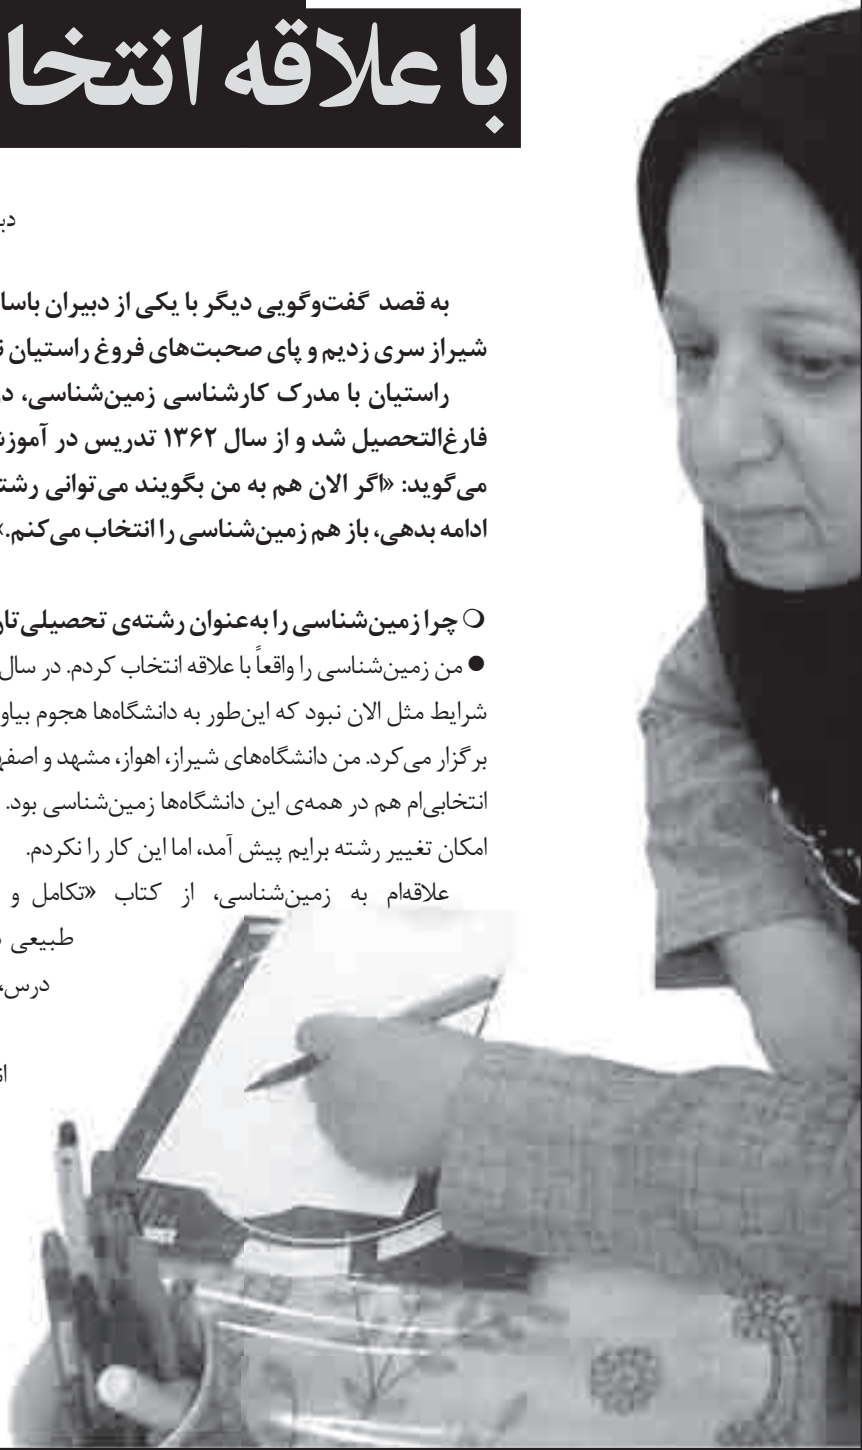 با علاقه انتخا
دبـ
به قصد گفت‌وگویی دیگر با یکی از دبیران باسا
شیراز سری زدیم و پای صحبت‌های فروغ راستیان نـ
راستیان با مدرک کارشناسی زمین‌شناسی، در
فارغ‌التحصیل شد و از سال ۱۳۶۲ تدریس در آموزش
می‌گوید: «اگر الان هم به من بگویند می‌توانی رشتـ
ادامه بدهی، باز هم زمین‌شناسی را انتخاب می‌کنم.»
❍ چرا زمین‌شناسی را به‌عنوان رشته‌ی تحصیلی‌تان
● من زمین‌شناسی را واقعاً با علاقه انتخاب کردم. در سال
شرایط مثل الان نبود که این‌طور به دانشگاه‌ها هجوم بیاو
برگزار می‌کرد. من دانشگاه‌های شیراز، اهواز، مشهد و اصفهـ
انتخابی‌ام هم در همه‌ی این دانشگاه‌ها زمین‌شناسی بود.
امکان تغییر رشته برایم پیش آمد، اما این کار را نکردم.
علاقه‌ام به زمین‌شناسی، از کتاب «تکامل و
طبیعی
درس،
از